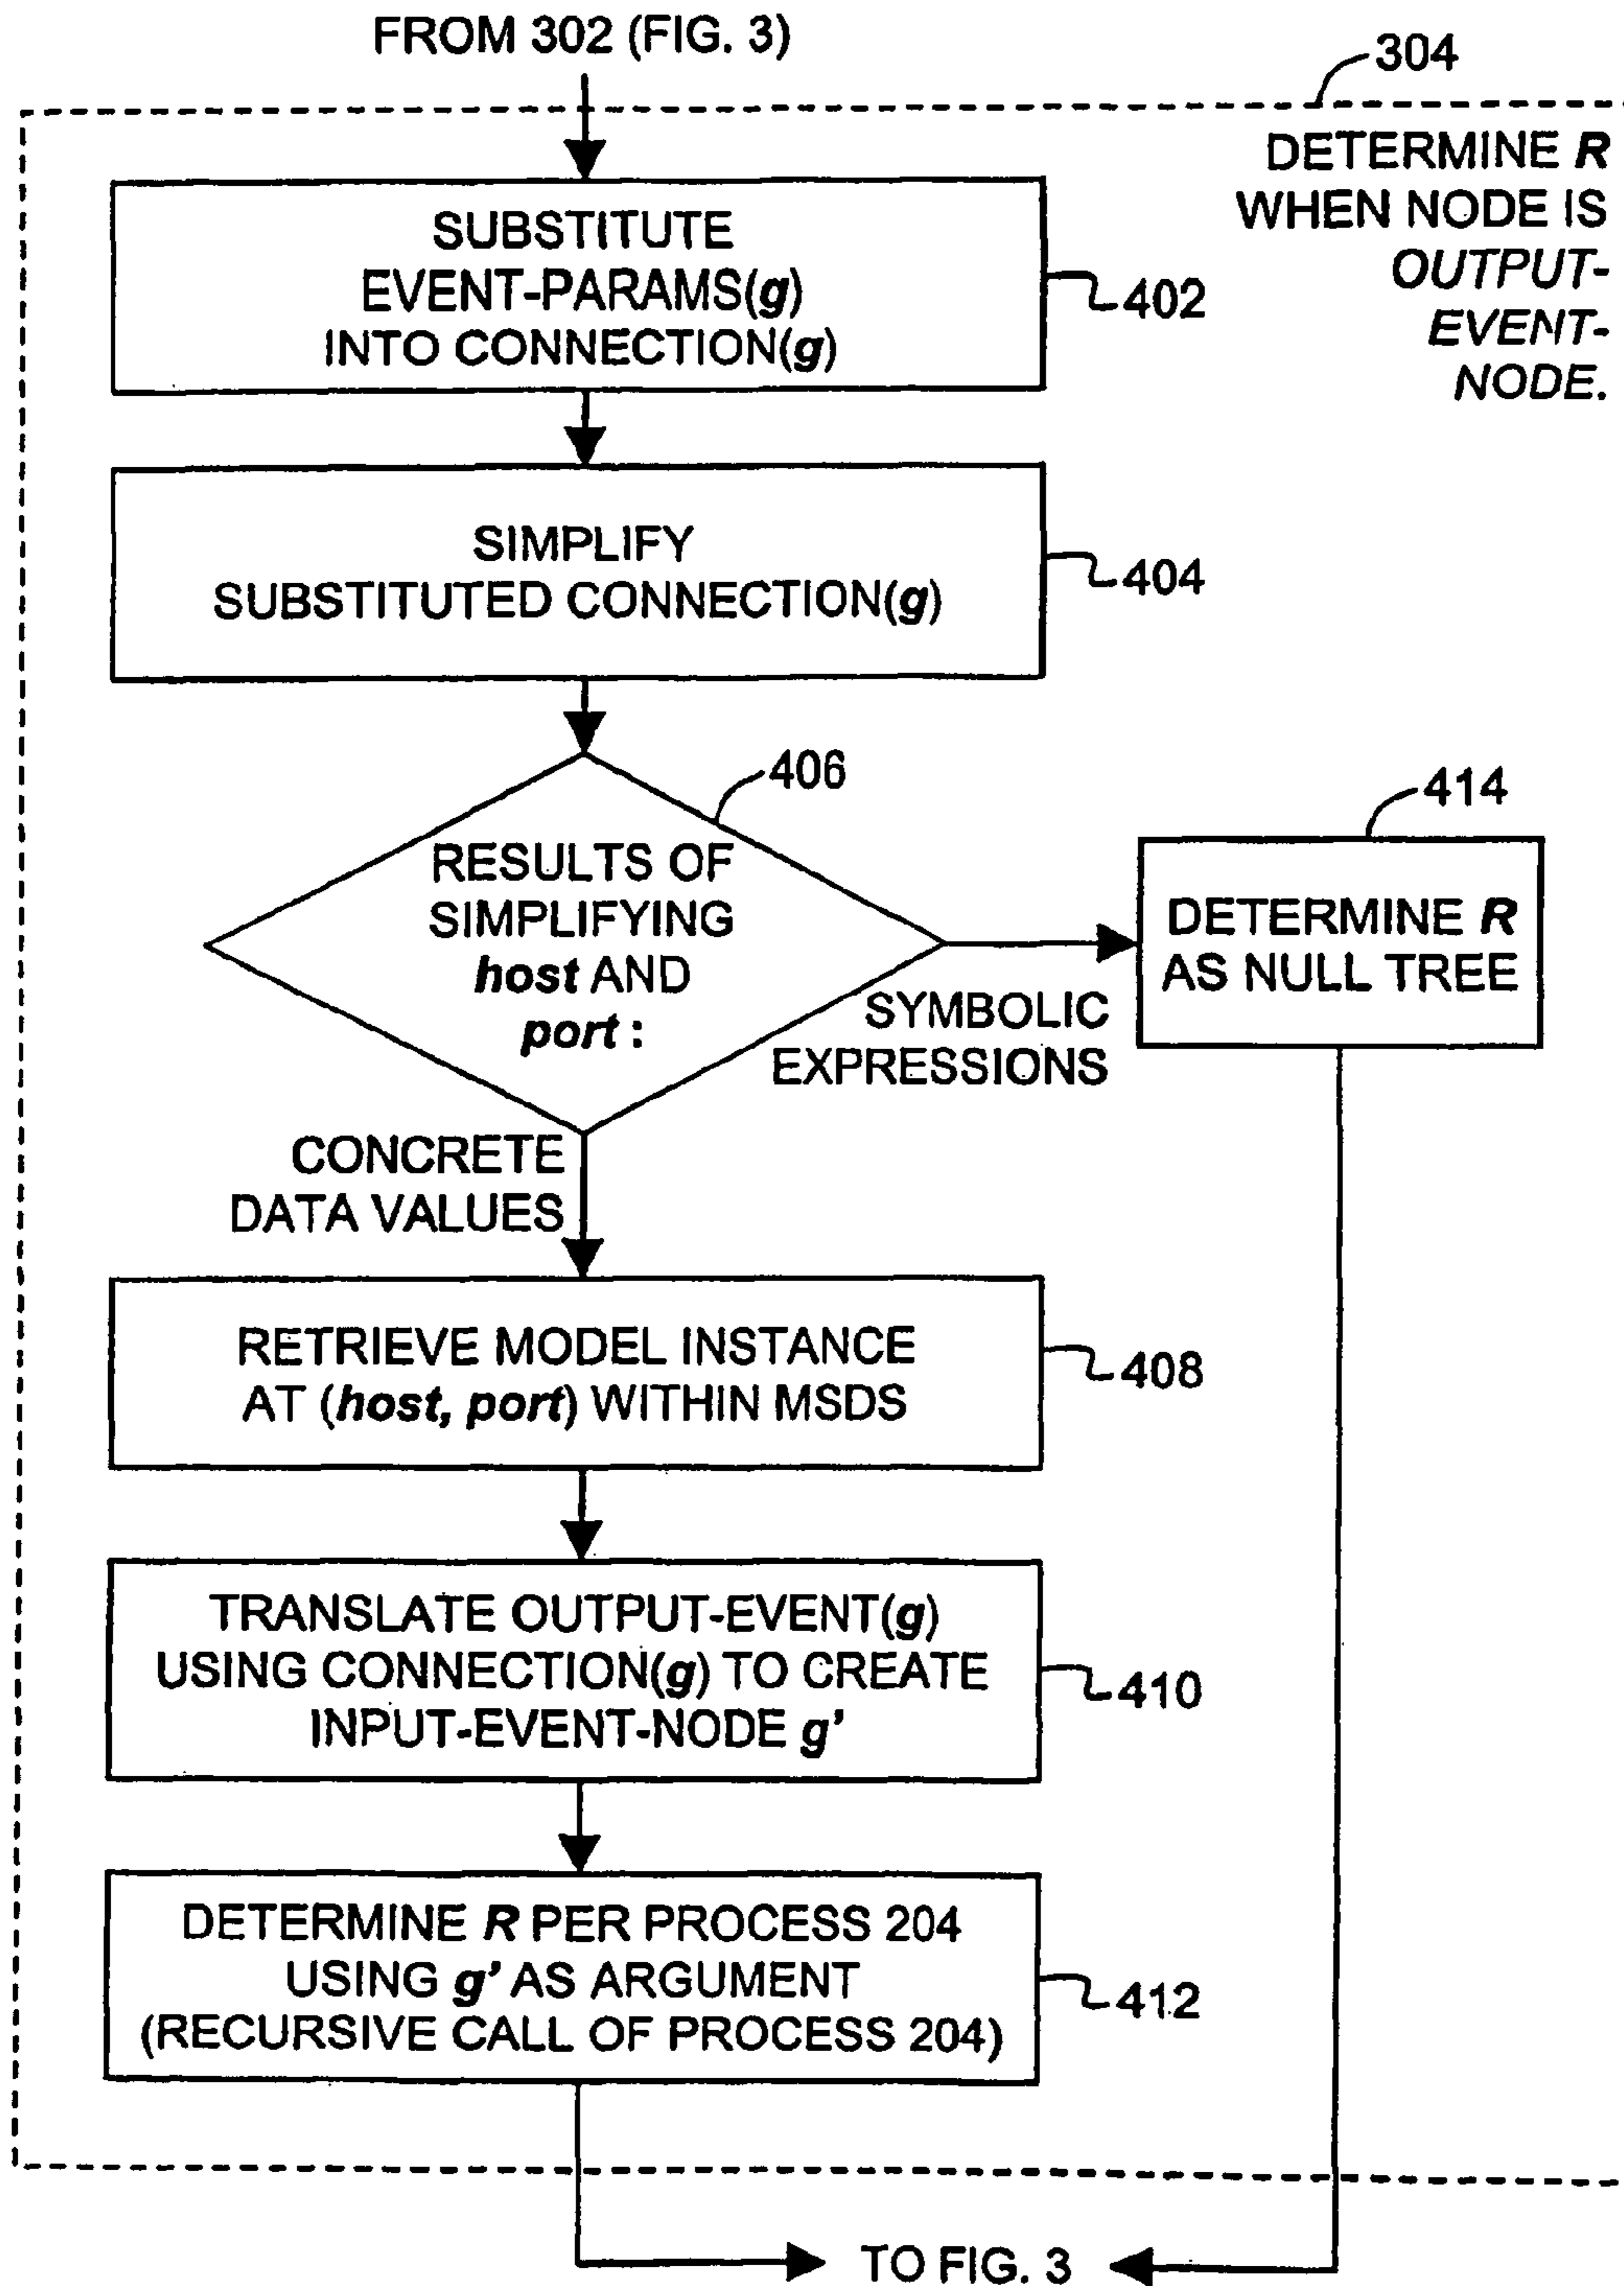 FROM 302 (FIG. 3)
304
DETERMINE R
WHEN NODE IS
OUTPUT-
EVENT-
NODE.
SUBSTITUTE
EVENT-PARAMS(g)
INTO CONNECTION(g)
402
SIMPLIFY
SUBSTITUTED CONNECTION(g)
404
406
RESULTS OF
SIMPLIFYING
host AND
port :
414
DETERMINE R
AS NULL TREE
SYMBOLIC
EXPRESSIONS
CONCRETE
DATA VALUES
RETRIEVE MODEL INSTANCE
AT (host, port) WITHIN MSDS
408
TRANSLATE OUTPUT-EVENT(g)
USING CONNECTION(g) TO CREATE
INPUT-EVENT-NODE g’
410
DETERMINE R PER PROCESS 204
USING g’ AS ARGUMENT
(RECURSIVE CALL OF PROCESS 204)
412
TO FIG. 3